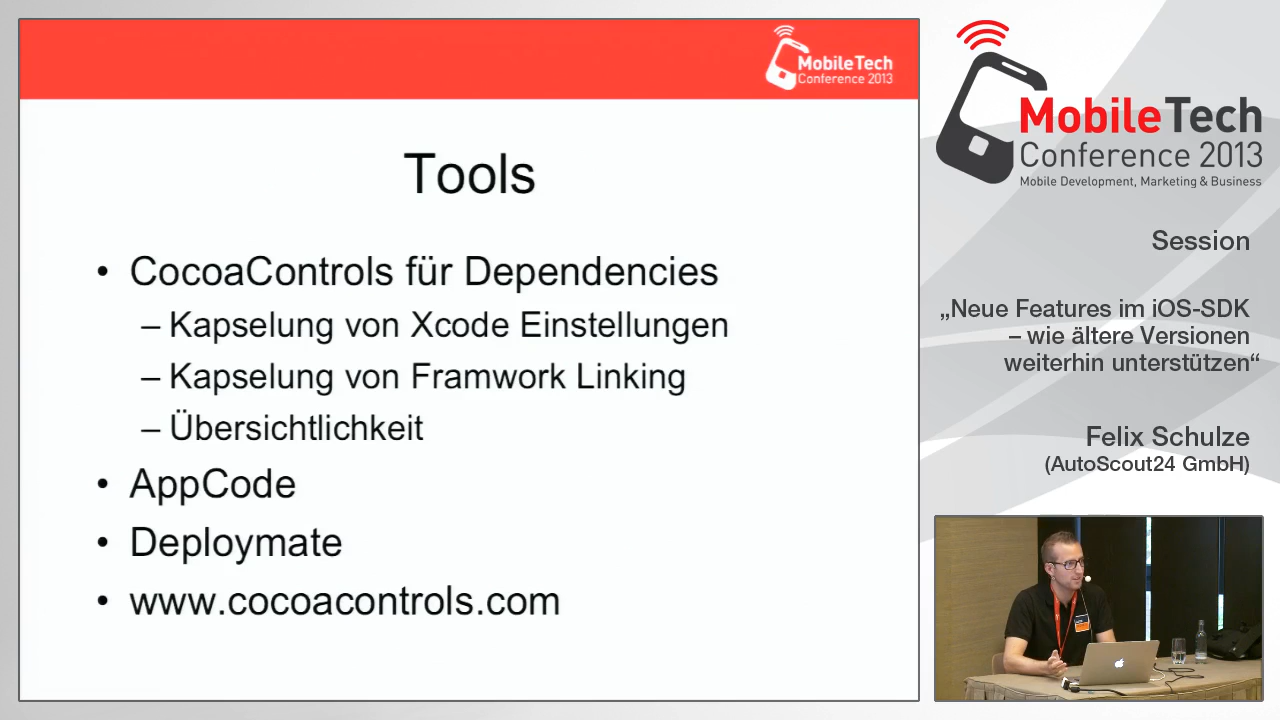 MobileTech
Conference 2013
Tools
• CocoaControls für Dependencies
– Kapselung von Xcode Einstellungen
– Kapselung von Framwork Linking
– Übersichtlichkeit
• AppCode
• Deploymate
• www.cocoacontrols.com
MobileTech
Conference 2013
Mobile Development, Marketing & Business
Session
„Neue Features im iOS-SDK
– wie ältere Versionen
weiterhin unterstützen“
Felix Schulze
(AutoScout24 GmbH)